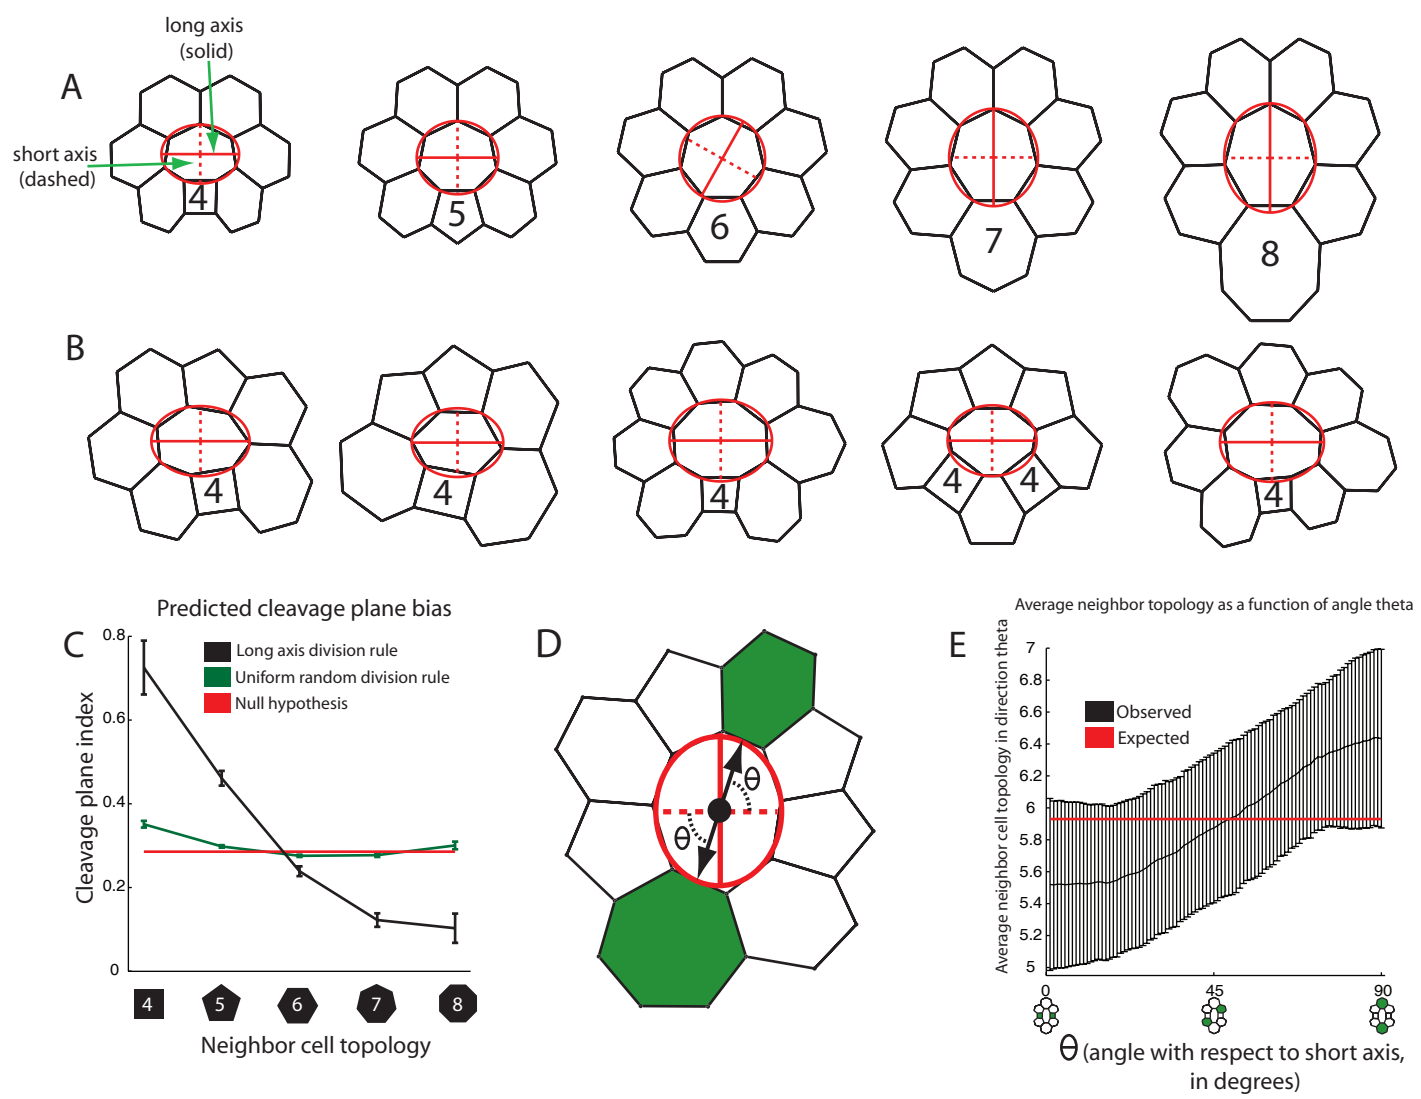 long axis
(solid)
short axis
(dashed)
A
4
5
6
7
8
B
4
4
4
4
4
4
C
Predicted cleavage plane bias
Cleavage plane index
0.8
0.6
0.4
0.2
0
Long axis division rule
Uniform random division rule
Null hypothesis
4
5
6
7
8
Neighbor cell topology
D
θ
θ
E
Average neighbor topology as a function of angle theta
Average neighbor cell topology in direction theta
7
6.8
6.6
6.4
6.2
6
5.8
5.6
5.4
5.2
5
Observed
Expected
0
45
90
θ (angle with respect to short axis,
in degrees)